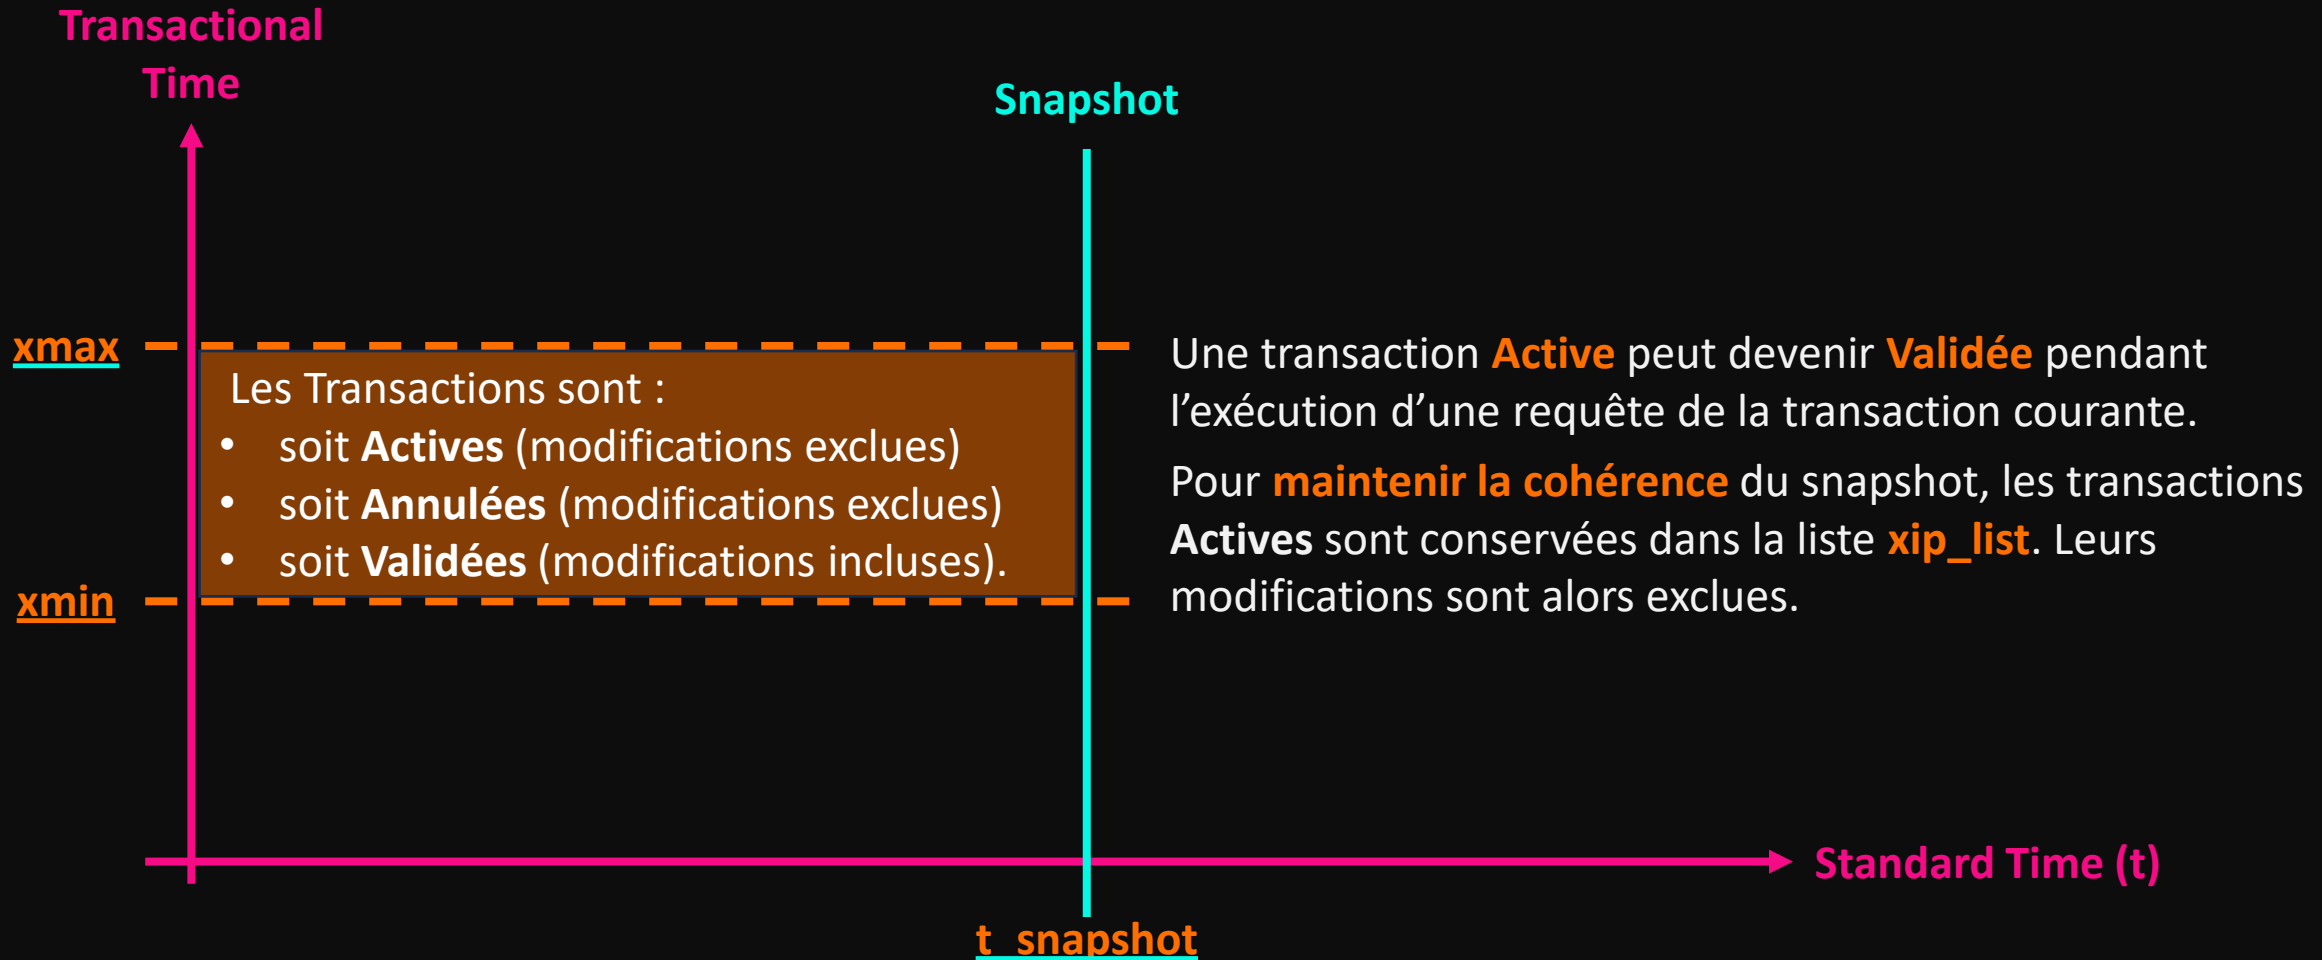 Transactional
Time
Snapshot
xmax
Les Transactions sont :
• soit Actives (modifications exclues)
• soit Annulées (modifications exclues)
• soit Validées (modifications incluses).
xmin
Une transaction Active peut devenir Validée pendant
l’exécution d’une requête de la transaction courante.
Pour maintenir la cohérence du snapshot, les transactions
Actives sont conservées dans la liste xip_list. Leurs
modifications sont alors exclues.
Standard Time (t)
t_snapshot